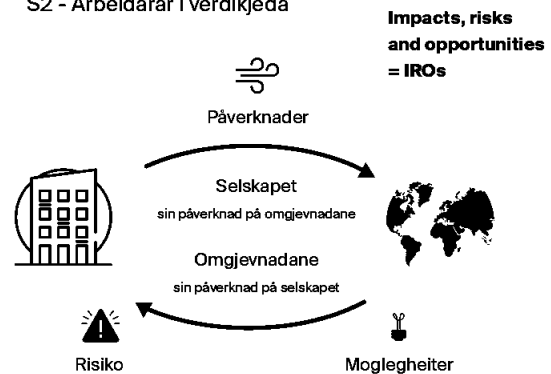 S2 - Arbeidarar i verdikjeda
Impacts, risks
and opportunities
= IROs
Påverknader
Selskapet
sin påverknad på omgjevnadane
Omgjevnadane
sin påverknad på selskapet
Risiko
Moglegheiter